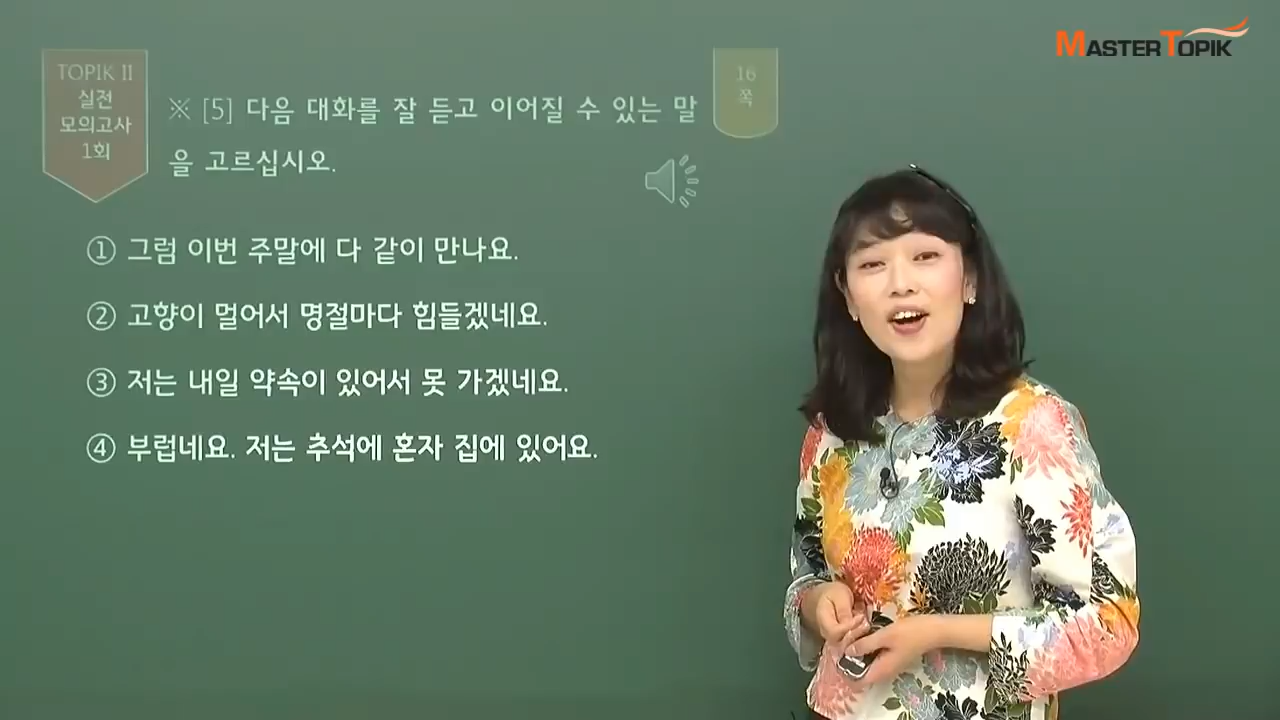 MASTER TOPIK
TOPIK II
실전
모의고사
1회
16
쪽
※ [5] 다음 대화를 잘 듣고 이어질 수 있는 말
을 고르십시오.
① 그럼 이번 주말에 다 같이 만나요.
② 고향이 멀어서 명절마다 힘들겠네요.
③ 저는 내일 약속이 있어서 못 가겠네요.
④ 부럽네요. 저는 추석에 혼자 집에 있어요.